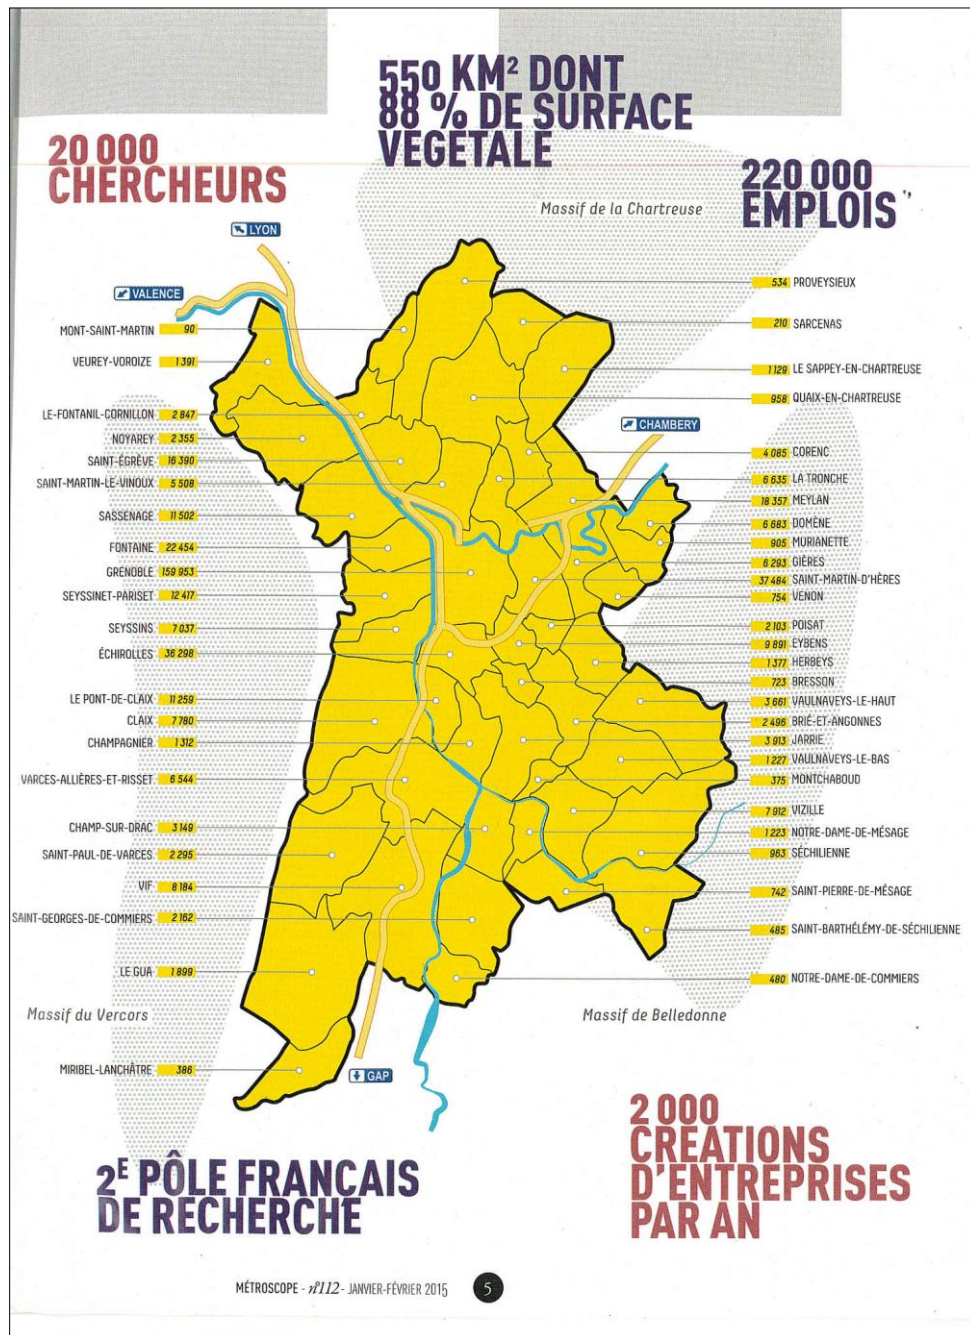 550 KM² DONT
88 % DE SURFACE
VÉGÉTALE
20 000
CHERCHEURS
220 000
EMPLOIS
Massif de la Chartreuse
LYON
VALENCE
CHAMBERY
MONT-SAINT-MARTIN 90
VEUREY-VOROIZE 1 391
LE-FONTANIL-CORNILLON 2 847
NOYAREY 2 355
SAINT-ÉGRÈVE 16 390
SAINT-MARTIN-LE-VINOUX 5 508
SASSENAGE 11 502
FONTAINE 22 454
GRENOBLE 159 953
SEYSSINET-PARISET 12 417
SEYSSINS 7 037
ÉCHIROLLES 36 298
LE PONT-DE-CLAIX 11 259
CLAIX 7 780
CHAMPAGNIER 1 312
VARCES-ALLIÈRES-ET-RISSET 6 544
CHAMP-SUR-DRAC 3 149
SAINT-PAUL-DE-VARCES 2 295
VIF 8 184
SAINT-GEORGES-DE-COMMIERS 2 162
LE GUA 1 899
Massif du Vercors
MIRIBEL-LANCHÂTRE 386
534 PROVEYSIEUX
210 SARCENAS
1 129 LE SAPPEY-EN-CHARTREUSE
958 QUAIX-EN-CHARTREUSE
4 085 CORENC
6 635 LA TRONCHE
18 357 MEYLAN
6 683 DOMÈNE
905 MURIANETTE
6 293 GIÈRES
37 484 SAINT-MARTIN-D'HÈRES
754 VENON
2 103 POISAT
9 891 EYBENS
1 377 HERBEYS
723 BRESSON
3 661 VAULNAVEYS-LE-HAUT
2 496 BRIÉ-ET-ANGONNES
3 913 JARRIE
1 227 VAULNAVEYS-LE-BAS
375 MONTCHABOUD
7 912 VIZILLE
1 223 NOTRE-DAME-DE-MÉSAGE
963 SÉCHILIENNE
742 SAINT-PIERRE-DE-MÉSAGE
485 SAINT-BARTHÉLÉMY-DE-SÉCHILIENNE
480 NOTRE-DAME-DE-COMMIERS
Massif de Belledonne
GAP
2E PÔLE FRANÇAIS
DE RECHERCHE
2 000
CRÉATIONS
D'ENTREPRISES
PAR AN
MÉTROSCOPE - n°112 - JANVIER-FÉVRIER 2015 5